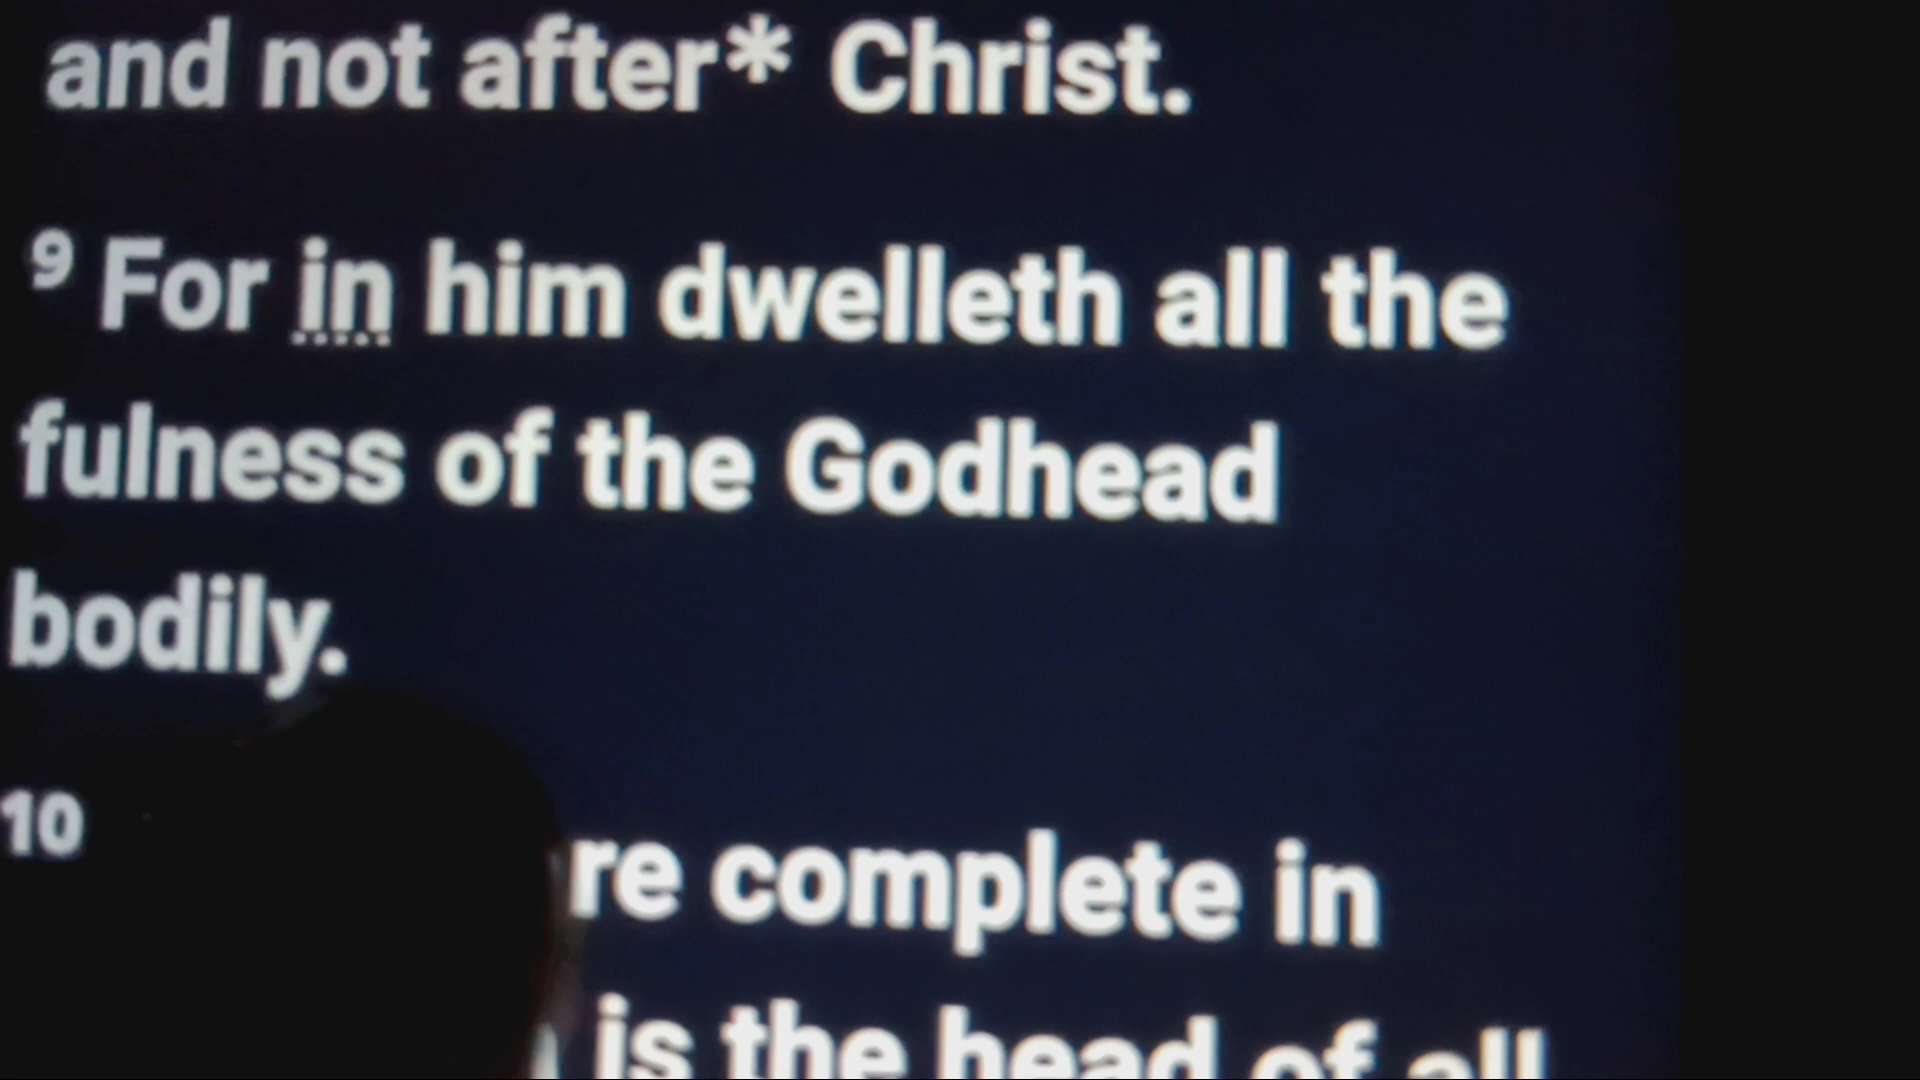 and not after* Christ.
9 For in him dwelleth all the
fulness of the Godhead
bodily.
10 re complete in
is the head of all